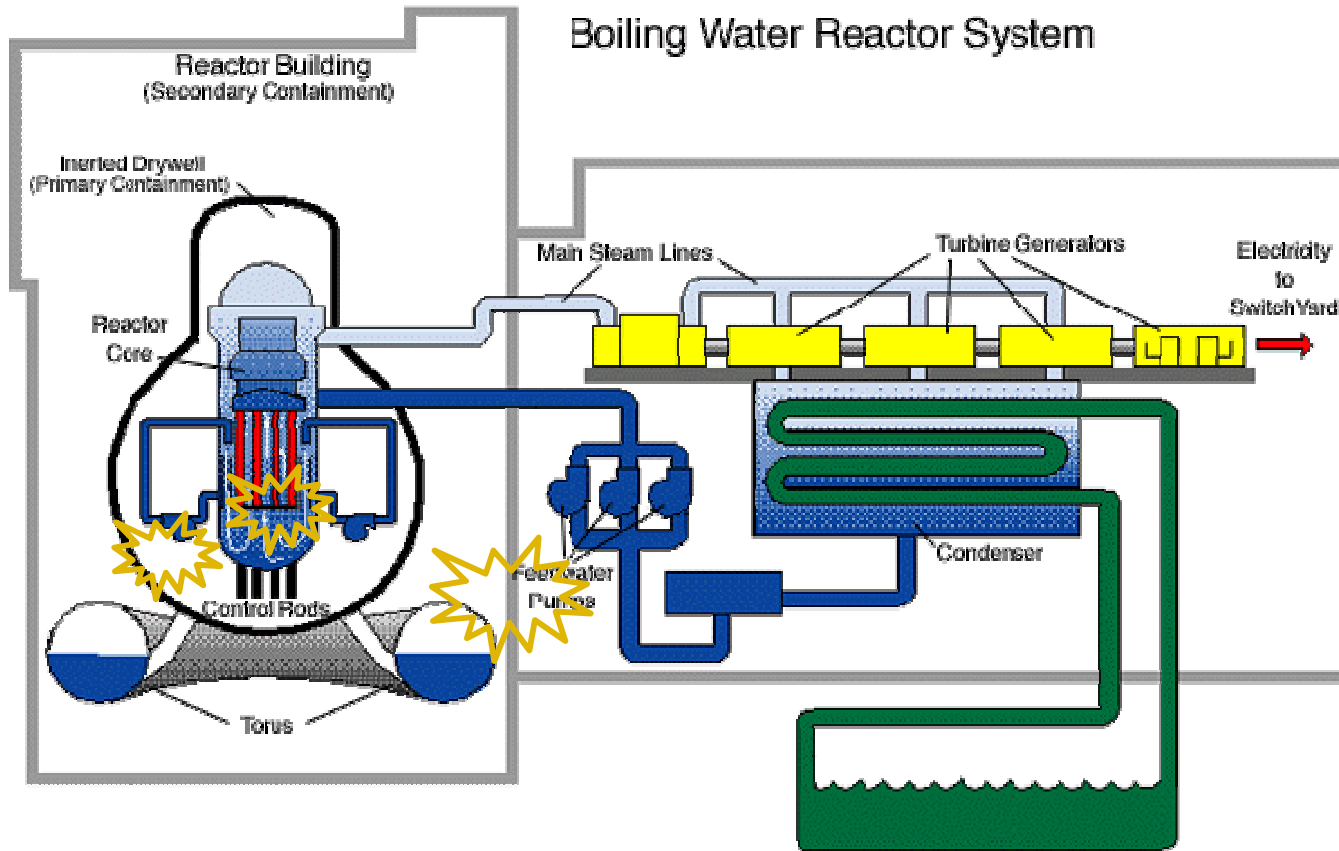 Boiling Water Reactor System
Reactor Building
(Secondary Containment)
Inerted Drywell
(Primary Containment)
Main Steam Lines
Turbine Generators
Electricity
to
Switch Yard
Reactor
Core
Feedwater
Pumps
Condenser
Control Rods
Torus